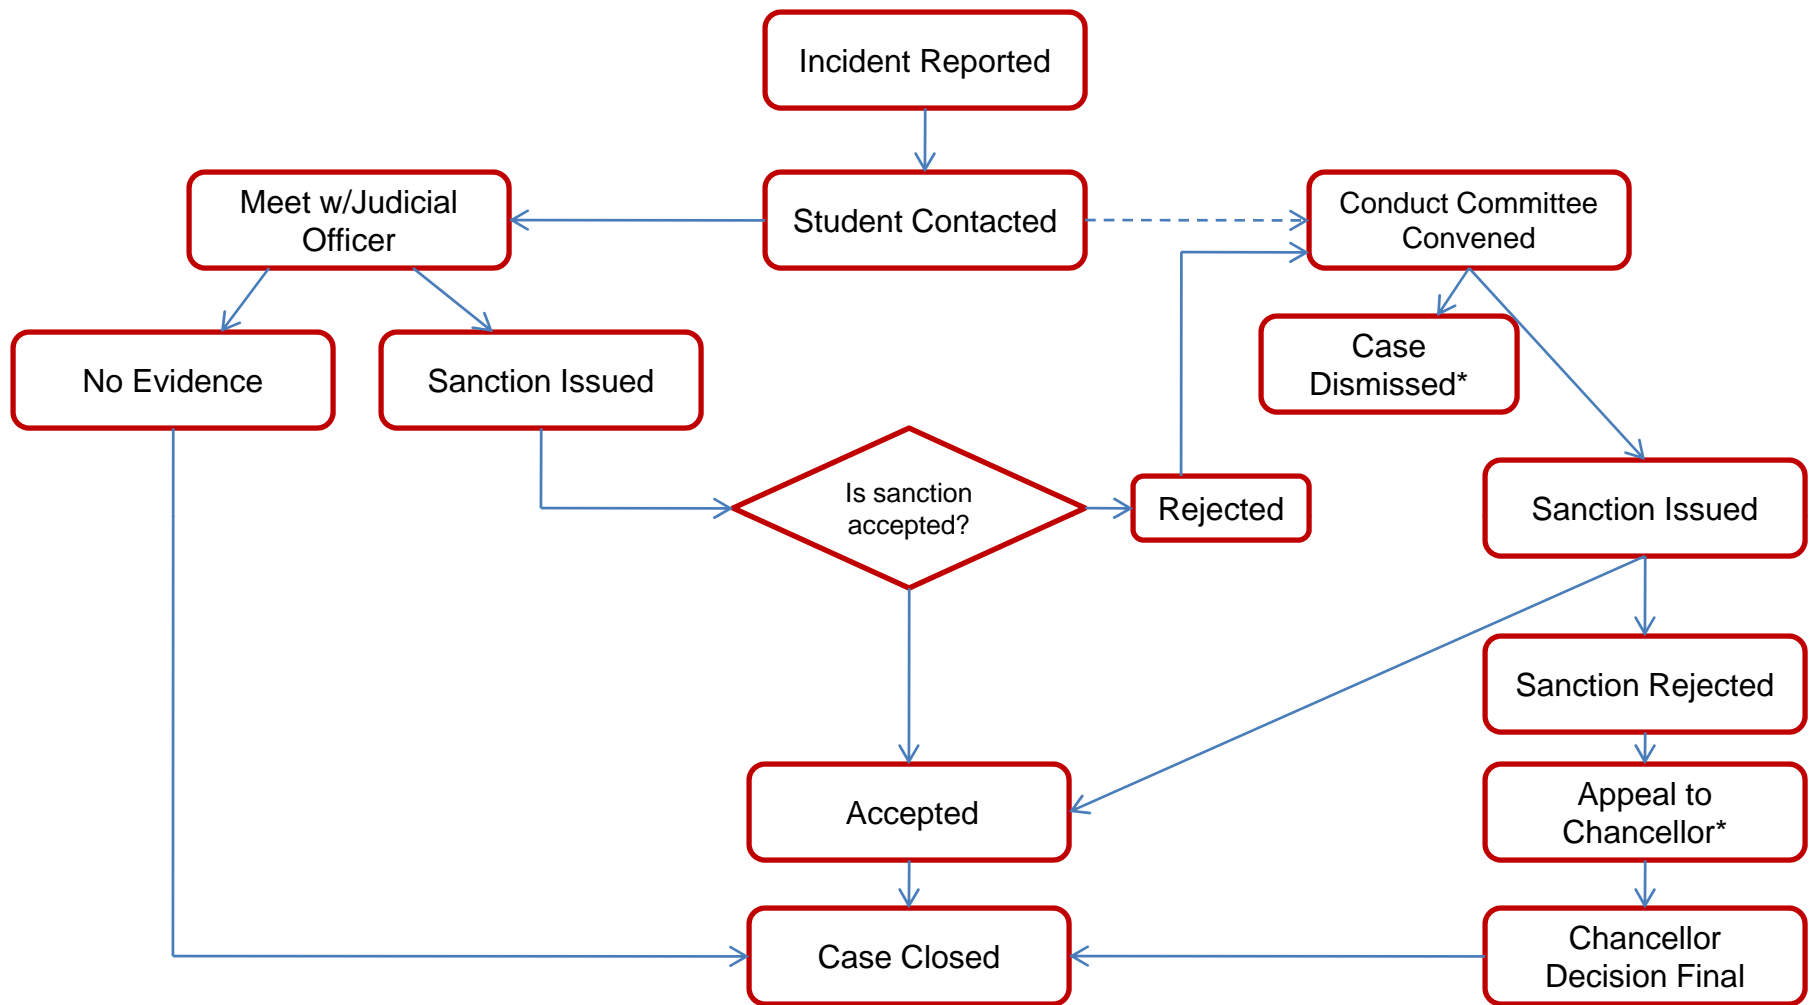 Incident Reported
Meet w/Judicial
Officer
Student Contacted
Conduct Committee
Convened
No Evidence
Sanction Issued
Case
Dismissed*
Is sanction
accepted?
Rejected
Sanction Issued
Sanction Rejected
Accepted
Appeal to
Chancellor*
Case Closed
Chancellor
Decision Final